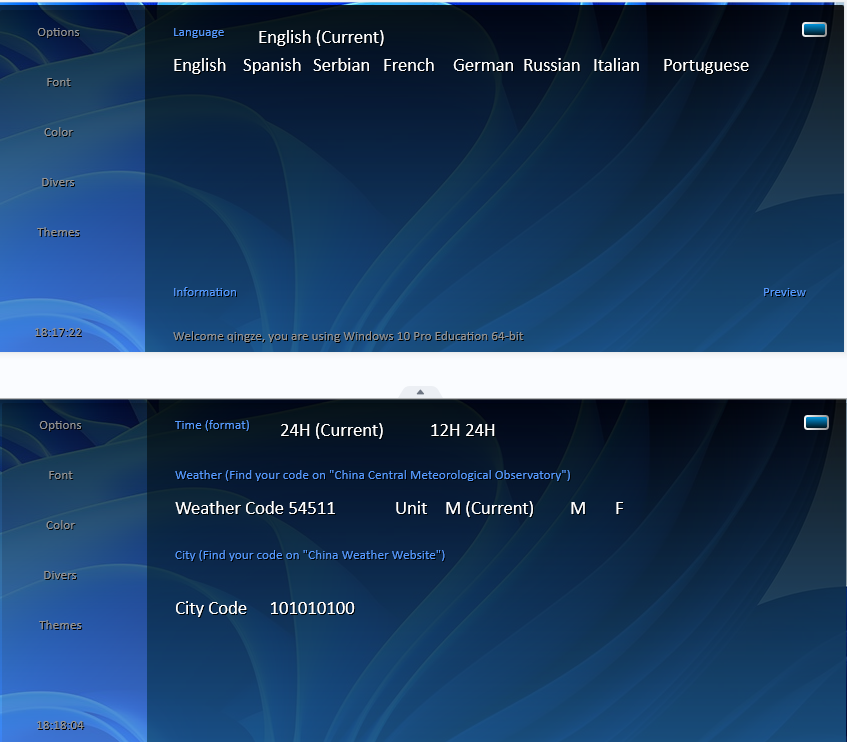 Options
Font
Color
Divers
Themes
18:17:22
Language English (Current)
English Spanish Serbian French German Russian Italian Portuguese
Information Preview
Welcome qingze, you are using Windows 10 Pro Education 64-bit
Options
Font
Color
Divers
Themes
18:18:04
Time (format) 24H (Current) 12H 24H
Weather (Find your code on "China Central Meteorological Observatory")
Weather Code 54511 Unit M (Current) M F
City (Find your code on "China Weather Website")
City Code 101010100